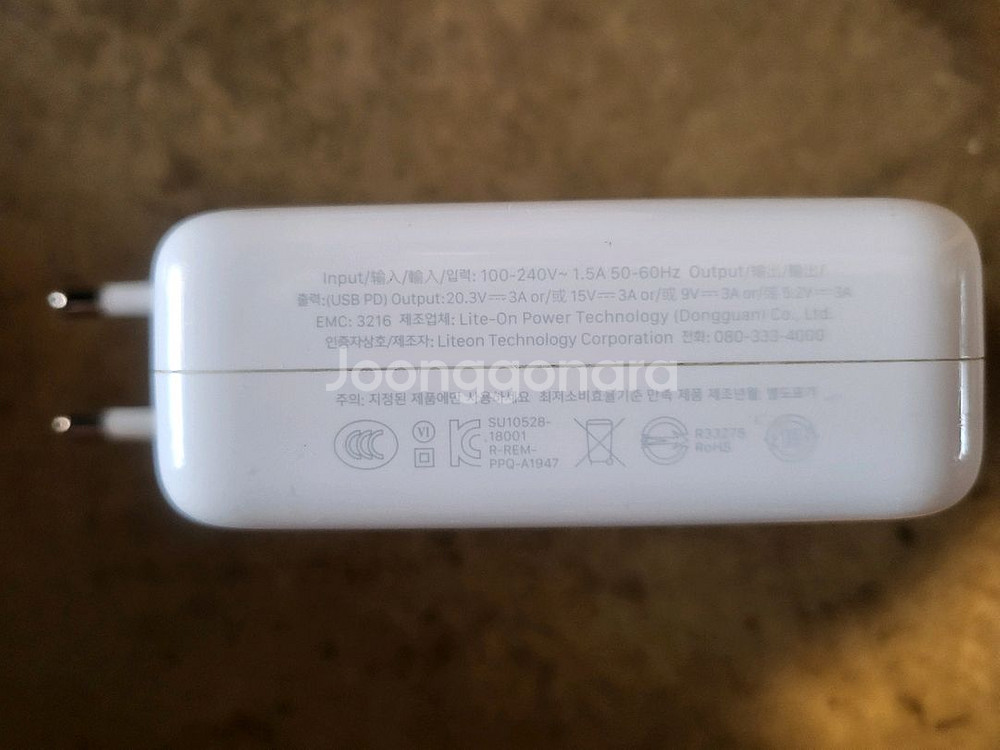 Input/输入/輸入/입력: 100-240V~ 1.5A 50-60Hz Output/输出/輸出/
출력:(USB PD) Output:20.3V⎓3A or/或 15V⎓3A or/或 9V⎓3A or/或 5.2V⎓3A
EMC: 3216 제조업체: Lite-On Power Technology (Dongguan) Co., Ltd.
인증자상호/제조자: Liteon Technology Corporation 전화: 080-333-4000
Joonggonara
주의: 지정된 제품에만 사용하세요 최저소비효율기준 만족 제품 제조년월: 별도표기
VI
SU10528-
18001
R-REM-
PPQ-A1947
R33275
RoHS